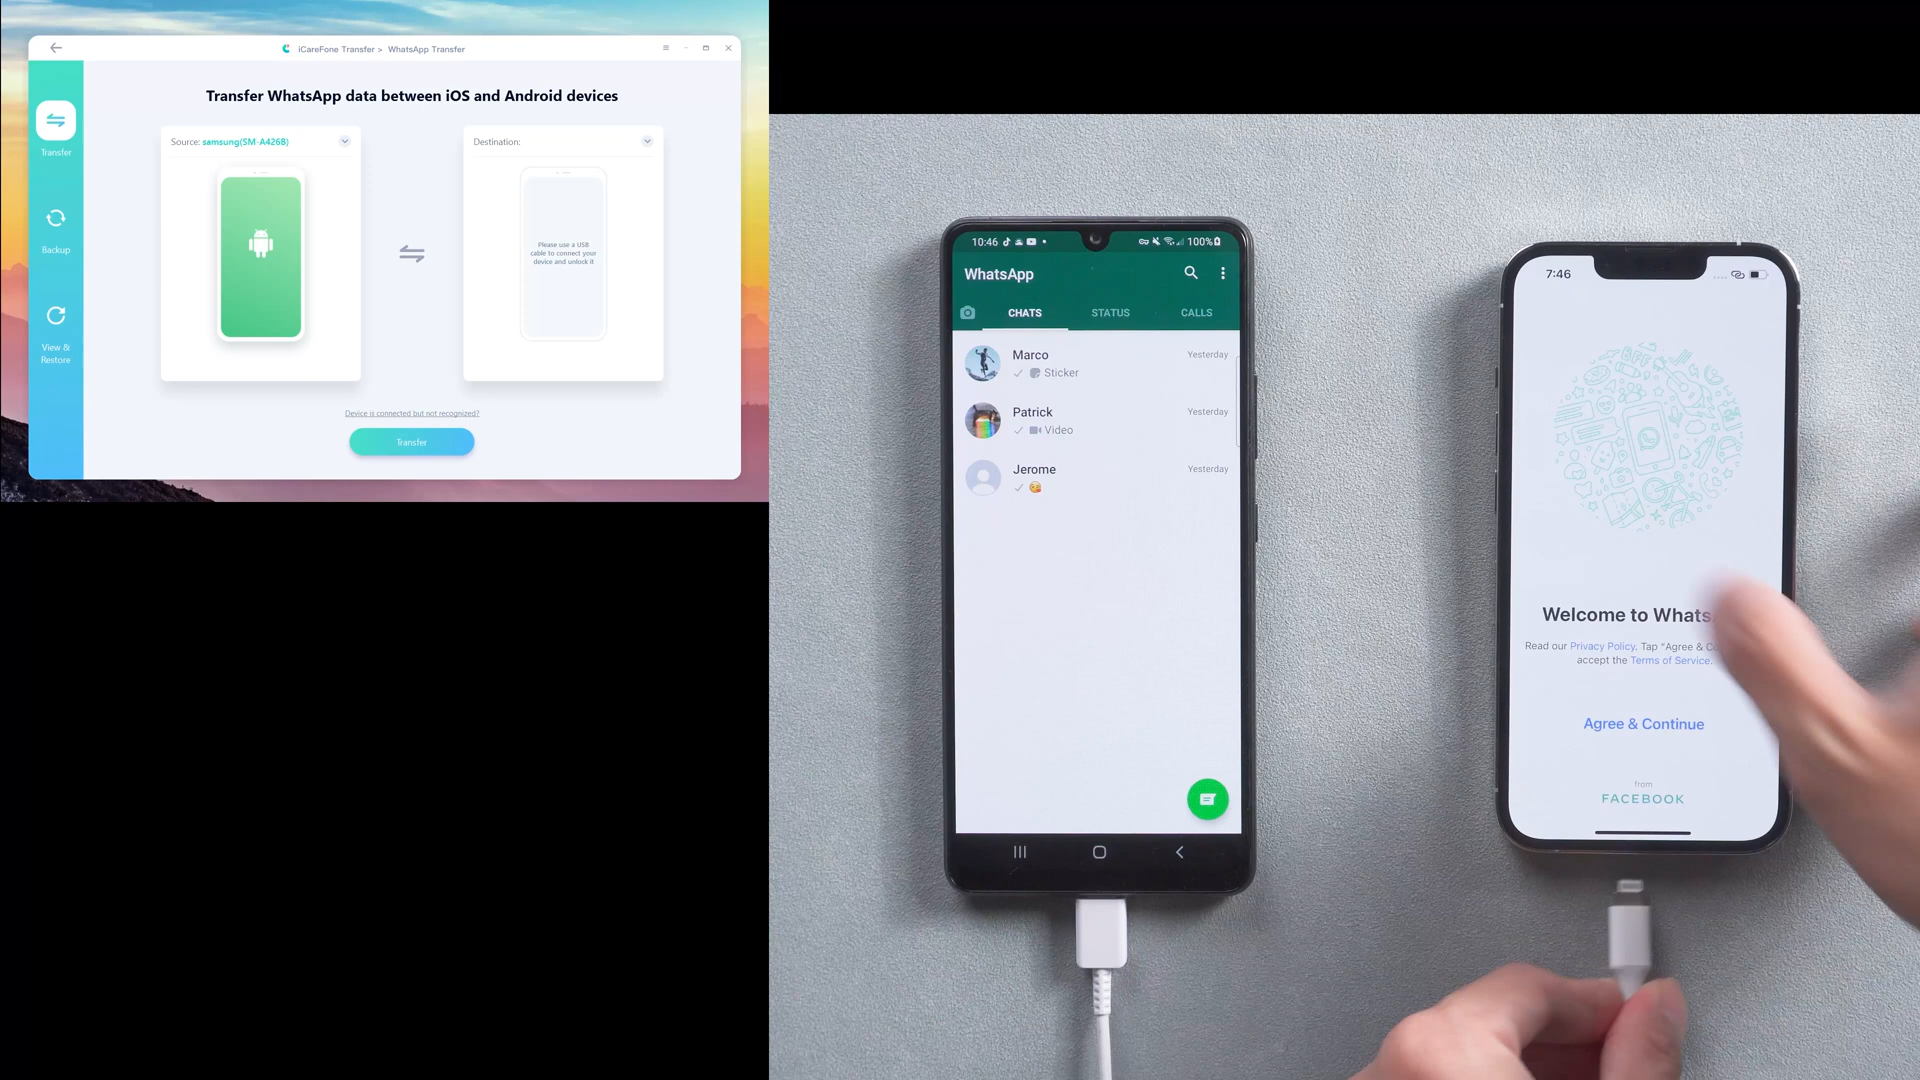 iCareFone Transfer > WhatsApp Transfer
Transfer WhatsApp data between iOS and Android devices
Transfer
Backup
View &
Restore
Source: samsung(SM-A426B)
Destination:
Please use a USB
cable to connect your
device and unlock it
Device is connected but not recognized?
Transfer
10:46
100%
WhatsApp
CHATS
STATUS
CALLS
Marco
Yesterday
Sticker
Patrick
Yesterday
Video
Jerome
Yesterday
7:46
Welcome to Whats
Read our Privacy Policy. Tap "Agree &
accept the Terms of Service.
Agree & Continue
from
FACEBOOK